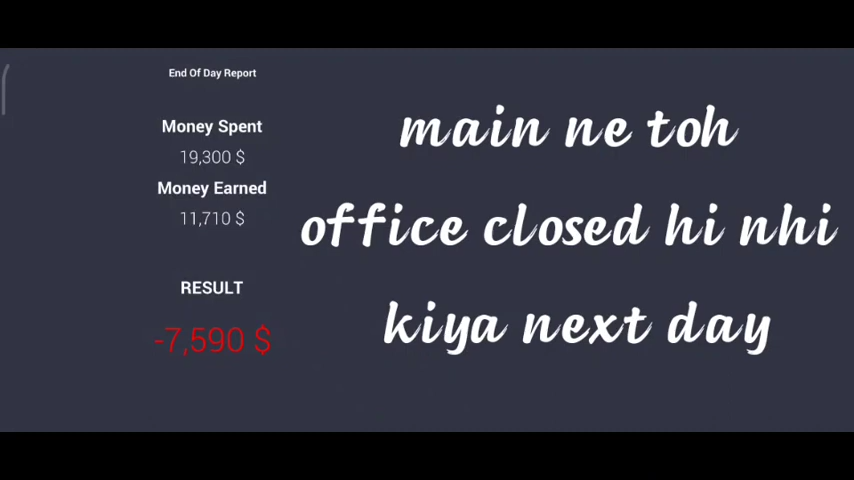 End Of Day Report
Money Spent
19,300 $
Money Earned
11,710 $
RESULT
-7,590 $
main ne toh
office closed hi nhi
kiya next day